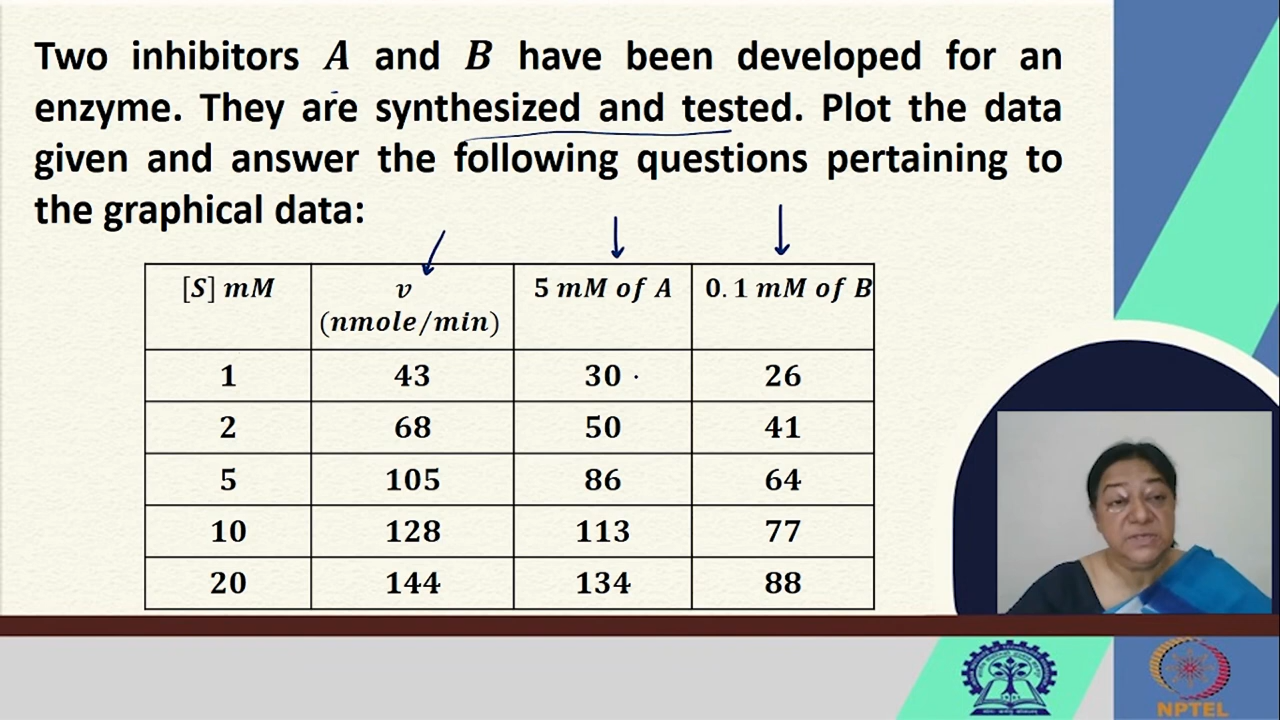 Two inhibitors A and B have been developed for an
enzyme. They are synthesized and tested. Plot the data
given and answer the following questions pertaining to
the graphical data:
[S] mM v (nmole/min) 5 mM of A 0.1 mM of B
1 43 30 26
2 68 50 41
5 105 86 64
10 128 113 77
20 144 134 88
NPTEL